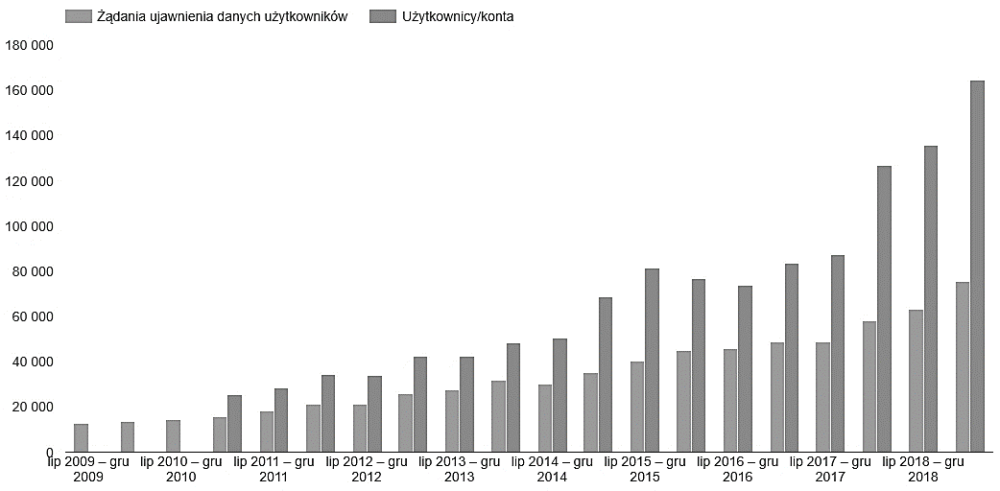 Żądania ujawnienia danych użytkowników
Użytkownicy/konta
180 000
160 000
140 000
120 000
100 000
80 000
60 000
40 000
20 000
0
lip 2009 – gru
2009
lip 2010 – gru
2010
lip 2011 – gru
2011
lip 2012 – gru
2012
lip 2013 – gru
2013
lip 2014 – gru
2014
lip 2015 – gru
2015
lip 2016 – gru
2016
lip 2017 – gru
2017
lip 2018 – gru
2018